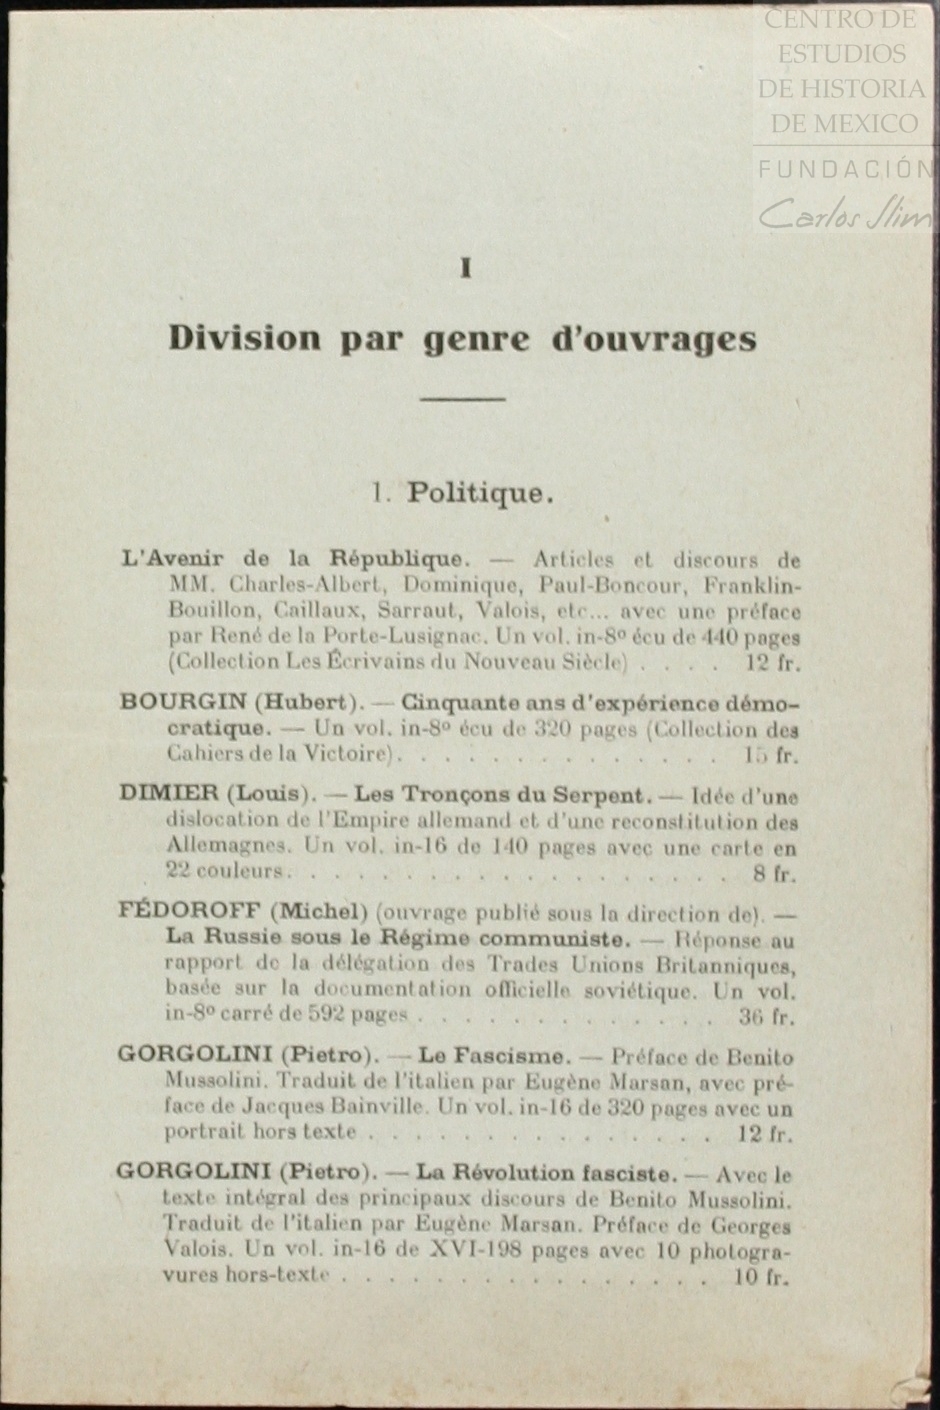 CENTRO DE
ESTUDIOS
DE HISTORIA
DE MEXICO
FUNDACIÓN
Carlos Slim
I
Division par genre d'ouvrages
1. Politique.
L'Avenir de la République. — Articles et discours de
MM. Charles-Albert, Dominique, Paul-Boncour, Franklin-
Bouillon, Caillaux, Sarraut, Valois, etc... avec une préface
par René de la Porte-Lusignac. Un vol. in-8º écu de 440 pages
(Collection Les Écrivains du Nouveau Siècle) . . . . 12 fr.
BOURGIN (Hubert). — Cinquante ans d'expérience démo-
cratique. — Un vol. in-8º écu de 320 pages (Collection des
Cahiers de la Victoire). . . . . . . . . . . . . . 15 fr.
DIMIER (Louis). — Les Tronçons du Serpent. — Idée d'une
dislocation de l'Empire allemand et d'une reconstitution des
Allemagnes. Un vol. in-16 de 140 pages avec une carte en
22 couleurs. . . . . . . . . . . . . . . . . . 8 fr.
FÉDOROFF (Michel) (ouvrage publié sous la direction de). —
La Russie sous le Régime communiste. — Réponse au
rapport de la délégation des Trades Unions Britanniques,
basée sur la documentation officielle soviétique. Un vol.
in-8º carré de 592 pages . . . . . . . . . . . . . 36 fr.
GORGOLINI (Pietro). — Le Fascisme. — Préface de Benito
Mussolini. Traduit de l'italien par Eugène Marsan, avec pré-
face de Jacques Bainville. Un vol. in-16 de 320 pages avec un
portrait hors texte . . . . . . . . . . . . . . . 12 fr.
GORGOLINI (Pietro). — La Révolution fasciste. — Avec le
texte intégral des principaux discours de Benito Mussolini.
Traduit de l'italien par Eugène Marsan. Préface de Georges
Valois. Un vol. in-16 de XVI-198 pages avec 10 photogra-
vures hors-texte . . . . . . . . . . . . . . . . 10 fr.